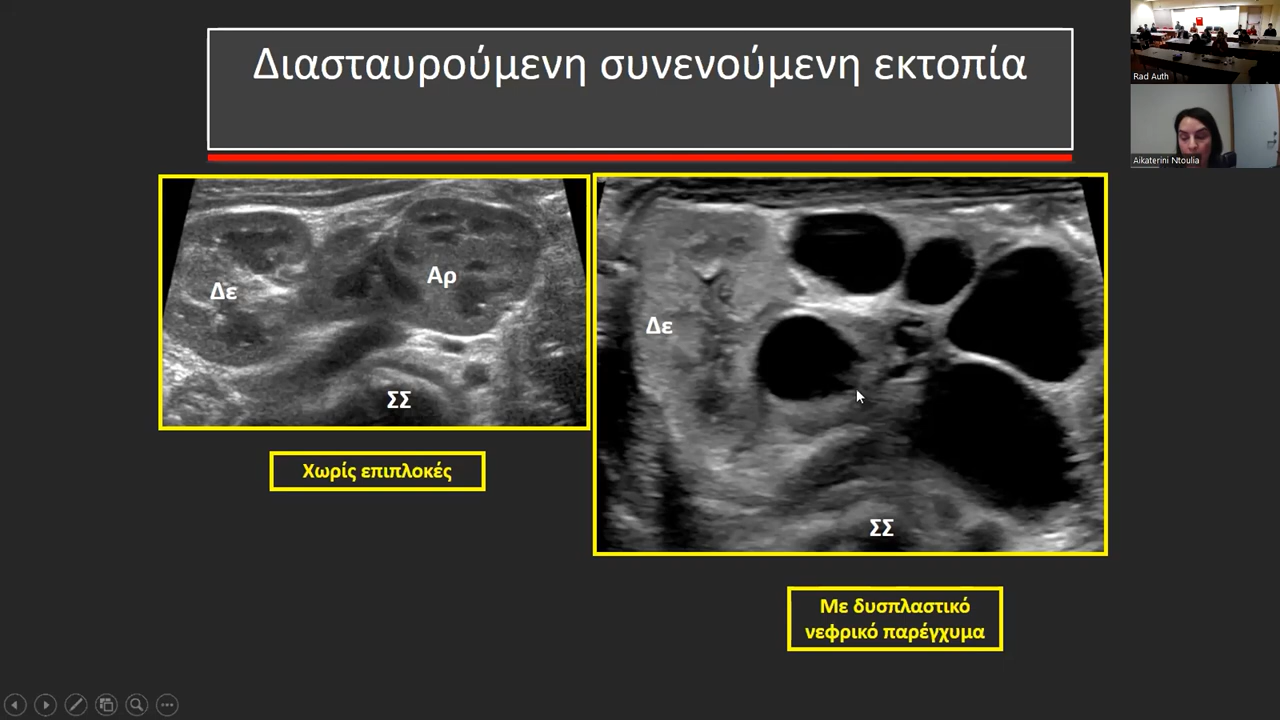 Διασταυρούμενη συνενούμενη εκτοπία
Δε
Αρ
ΣΣ
Χωρίς επιπλοκές
Δε
ΣΣ
Με δυσπλαστικό
νεφρικό παρέγχυμα
Rad Auth
Aikaterini Ntoulia